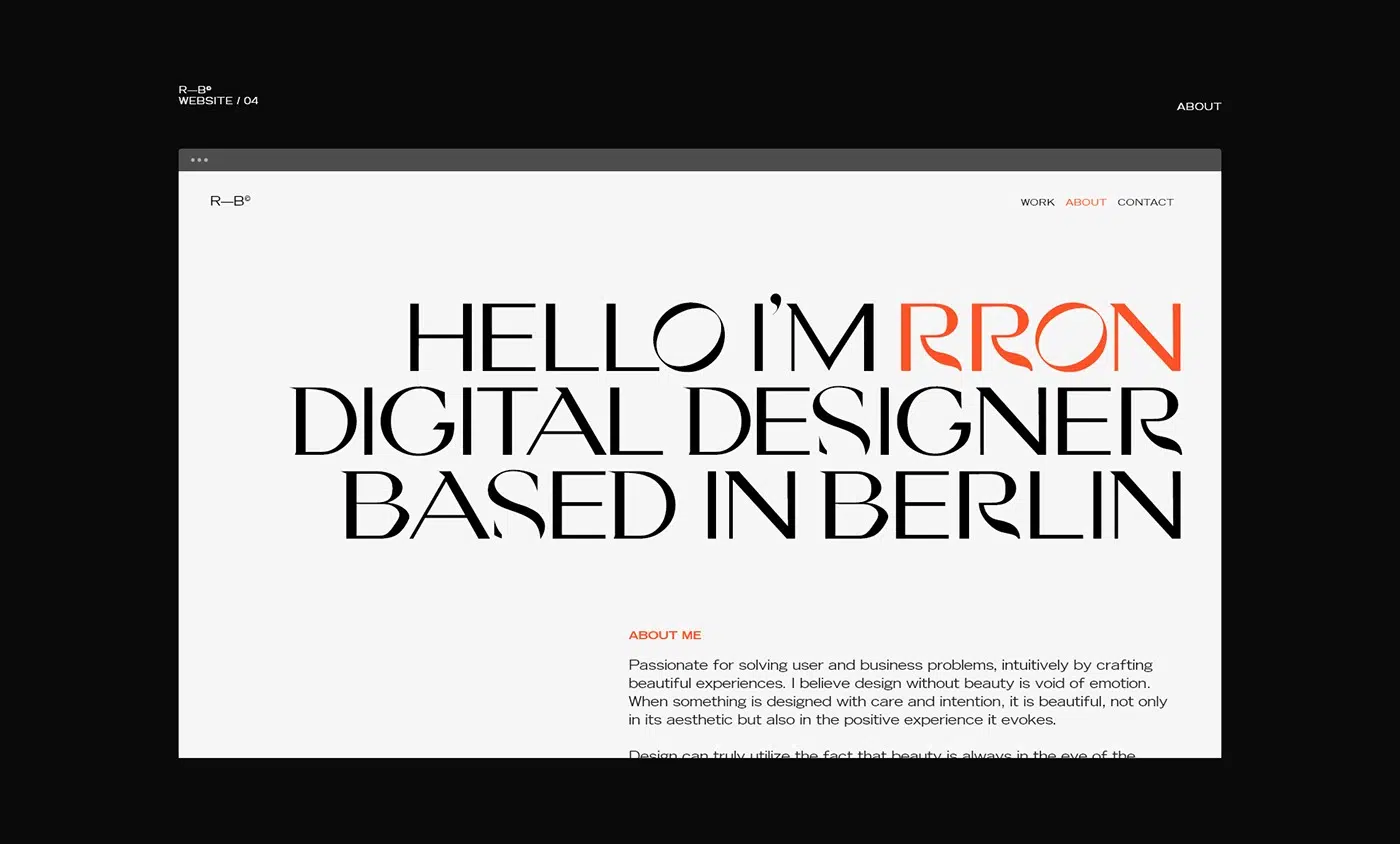 R—B©
WEBSITE / 04
ABOUT
R—B©
WORK ABOUT CONTACT
HELLO I'M RRON
DIGITAL DESIGNER
BASED IN BERLIN
ABOUT ME
Passionate for solving user and business problems, intuitively by crafting
beautiful experiences. I believe design without beauty is void of emotion.
When something is designed with care and intention, it is beautiful, not only
in its aesthetic but also in the positive experience it evokes.
Design can truly utilize the fact that beauty is always in the eye of the